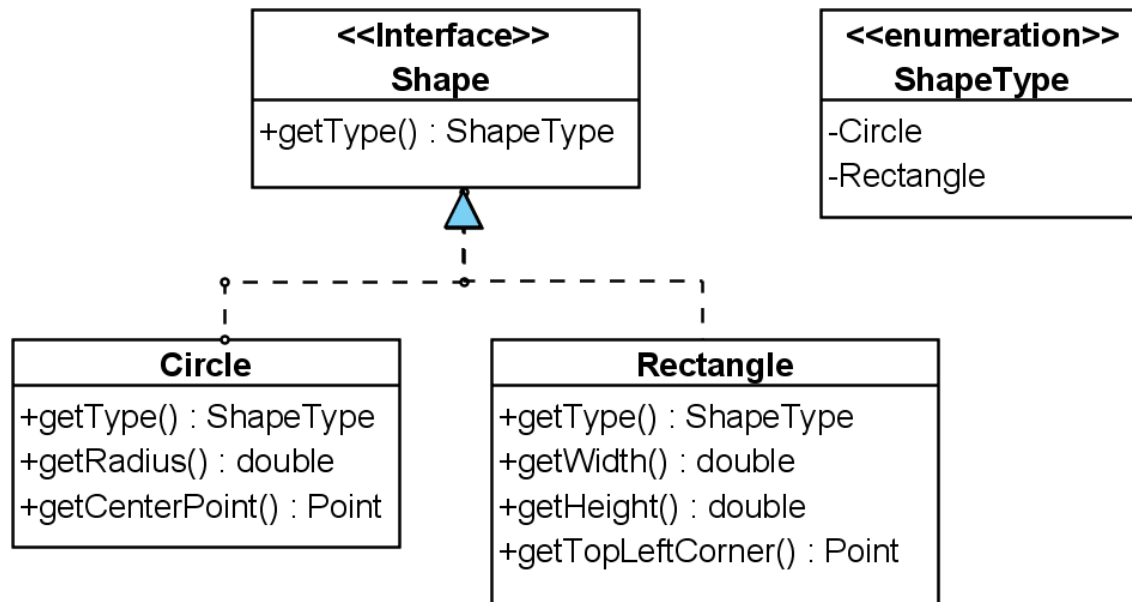 <<Interface>>
Shape
+getType() : ShapeType
<<enumeration>>
ShapeType
-Circle
-Rectangle
Circle
+getType() : ShapeType
+getRadius() : double
+getCenterPoint() : Point
Rectangle
+getType() : ShapeType
+getWidth() : double
+getHeight() : double
+getTopLeftCorner() : Point